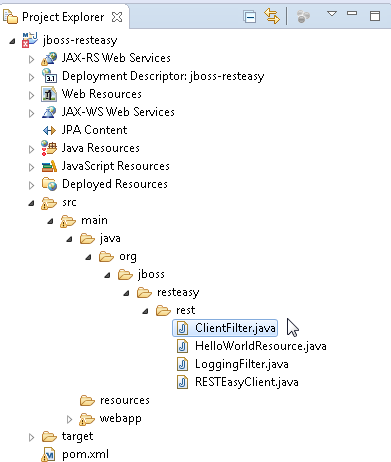 Project Explorer
jboss-resteasy
JAX-RS Web Services
Deployment Descriptor: jboss-resteasy
Web Resources
JAX-WS Web Services
JPA Content
Java Resources
JavaScript Resources
Deployed Resources
src
main
java
org
jboss
resteasy
rest
ClientFilter.java
HelloWorldResource.java
LoggingFilter.java
RESTEasyClient.java
resources
webapp
target
pom.xml